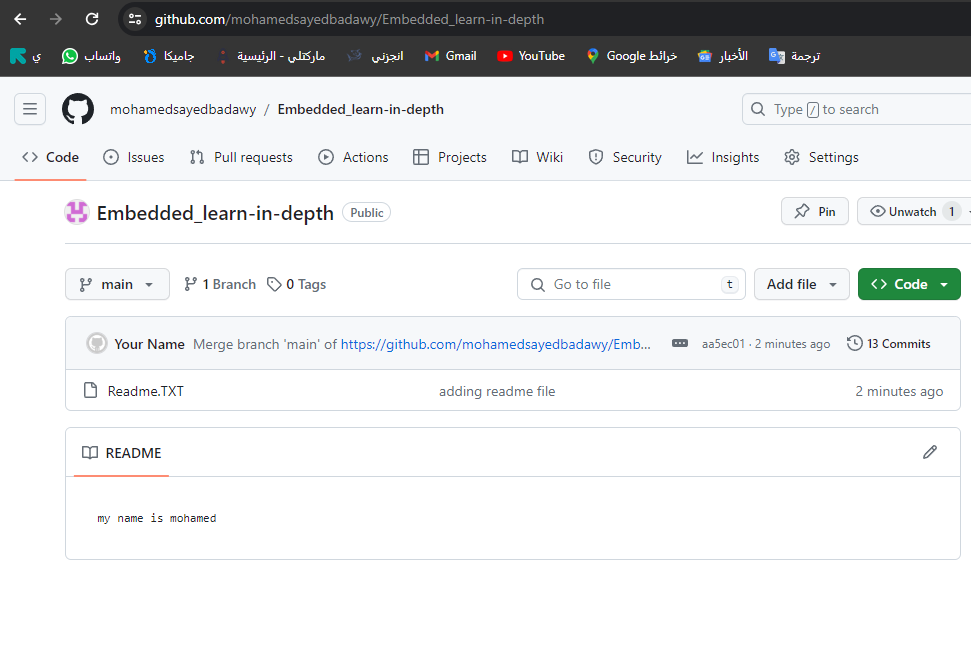 github.com/mohamedsayedbadawy/Embedded_learn-in-depth
ي واتساب جاميكا ماركتلي - الرئيسية انجزني Gmail YouTube خرائط Google الأخبار ترجمة
mohamedsayedbadawy / Embedded_learn-in-depth Type / to search
Code Issues Pull requests Actions Projects Wiki Security Insights Settings
Embedded_learn-in-depth Public Pin Unwatch 1
main 1 Branch 0 Tags Go to file t Add file Code
Your Name Merge branch 'main' of https://github.com/mohamedsayedbadawy/Emb... aa5ec01 · 2 minutes ago 13 Commits
Readme.TXT adding readme file 2 minutes ago
README
my name is mohamed